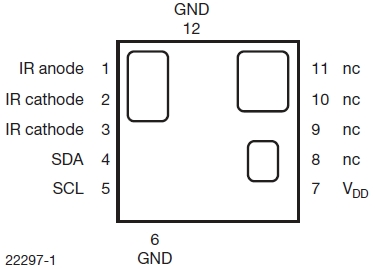 GND
12
IR anode 1 11 nc
IR cathode 2 10 nc
IR cathode 3 9 nc
SDA 4 8 nc
SCL 5 7 VDD
6
22297-1 GND